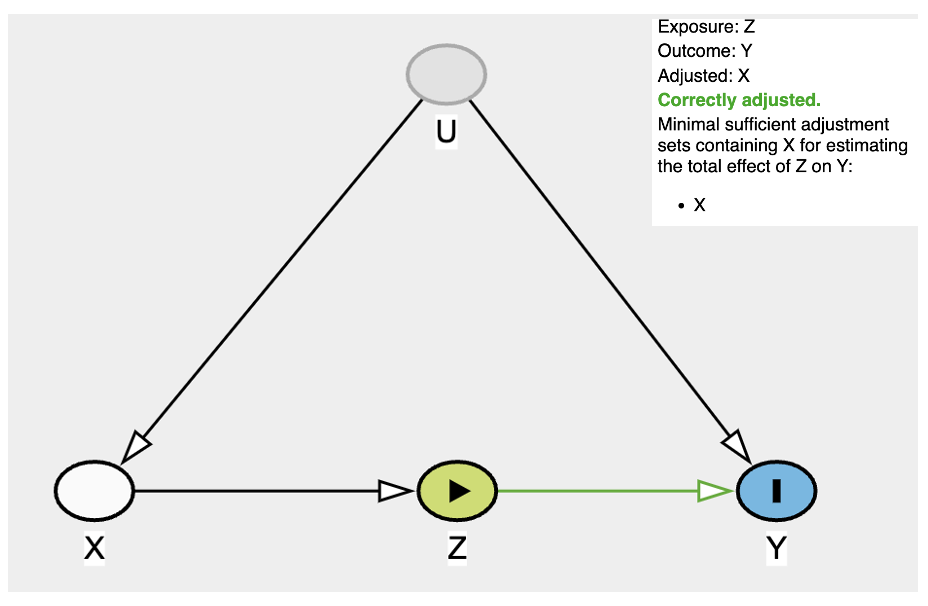 Exposure: Z
Outcome: Y
Adjusted: X
Correctly adjusted.
Minimal sufficient adjustment
sets containing X for estimating
the total effect of Z on Y:
• X
U
X
Z
Y